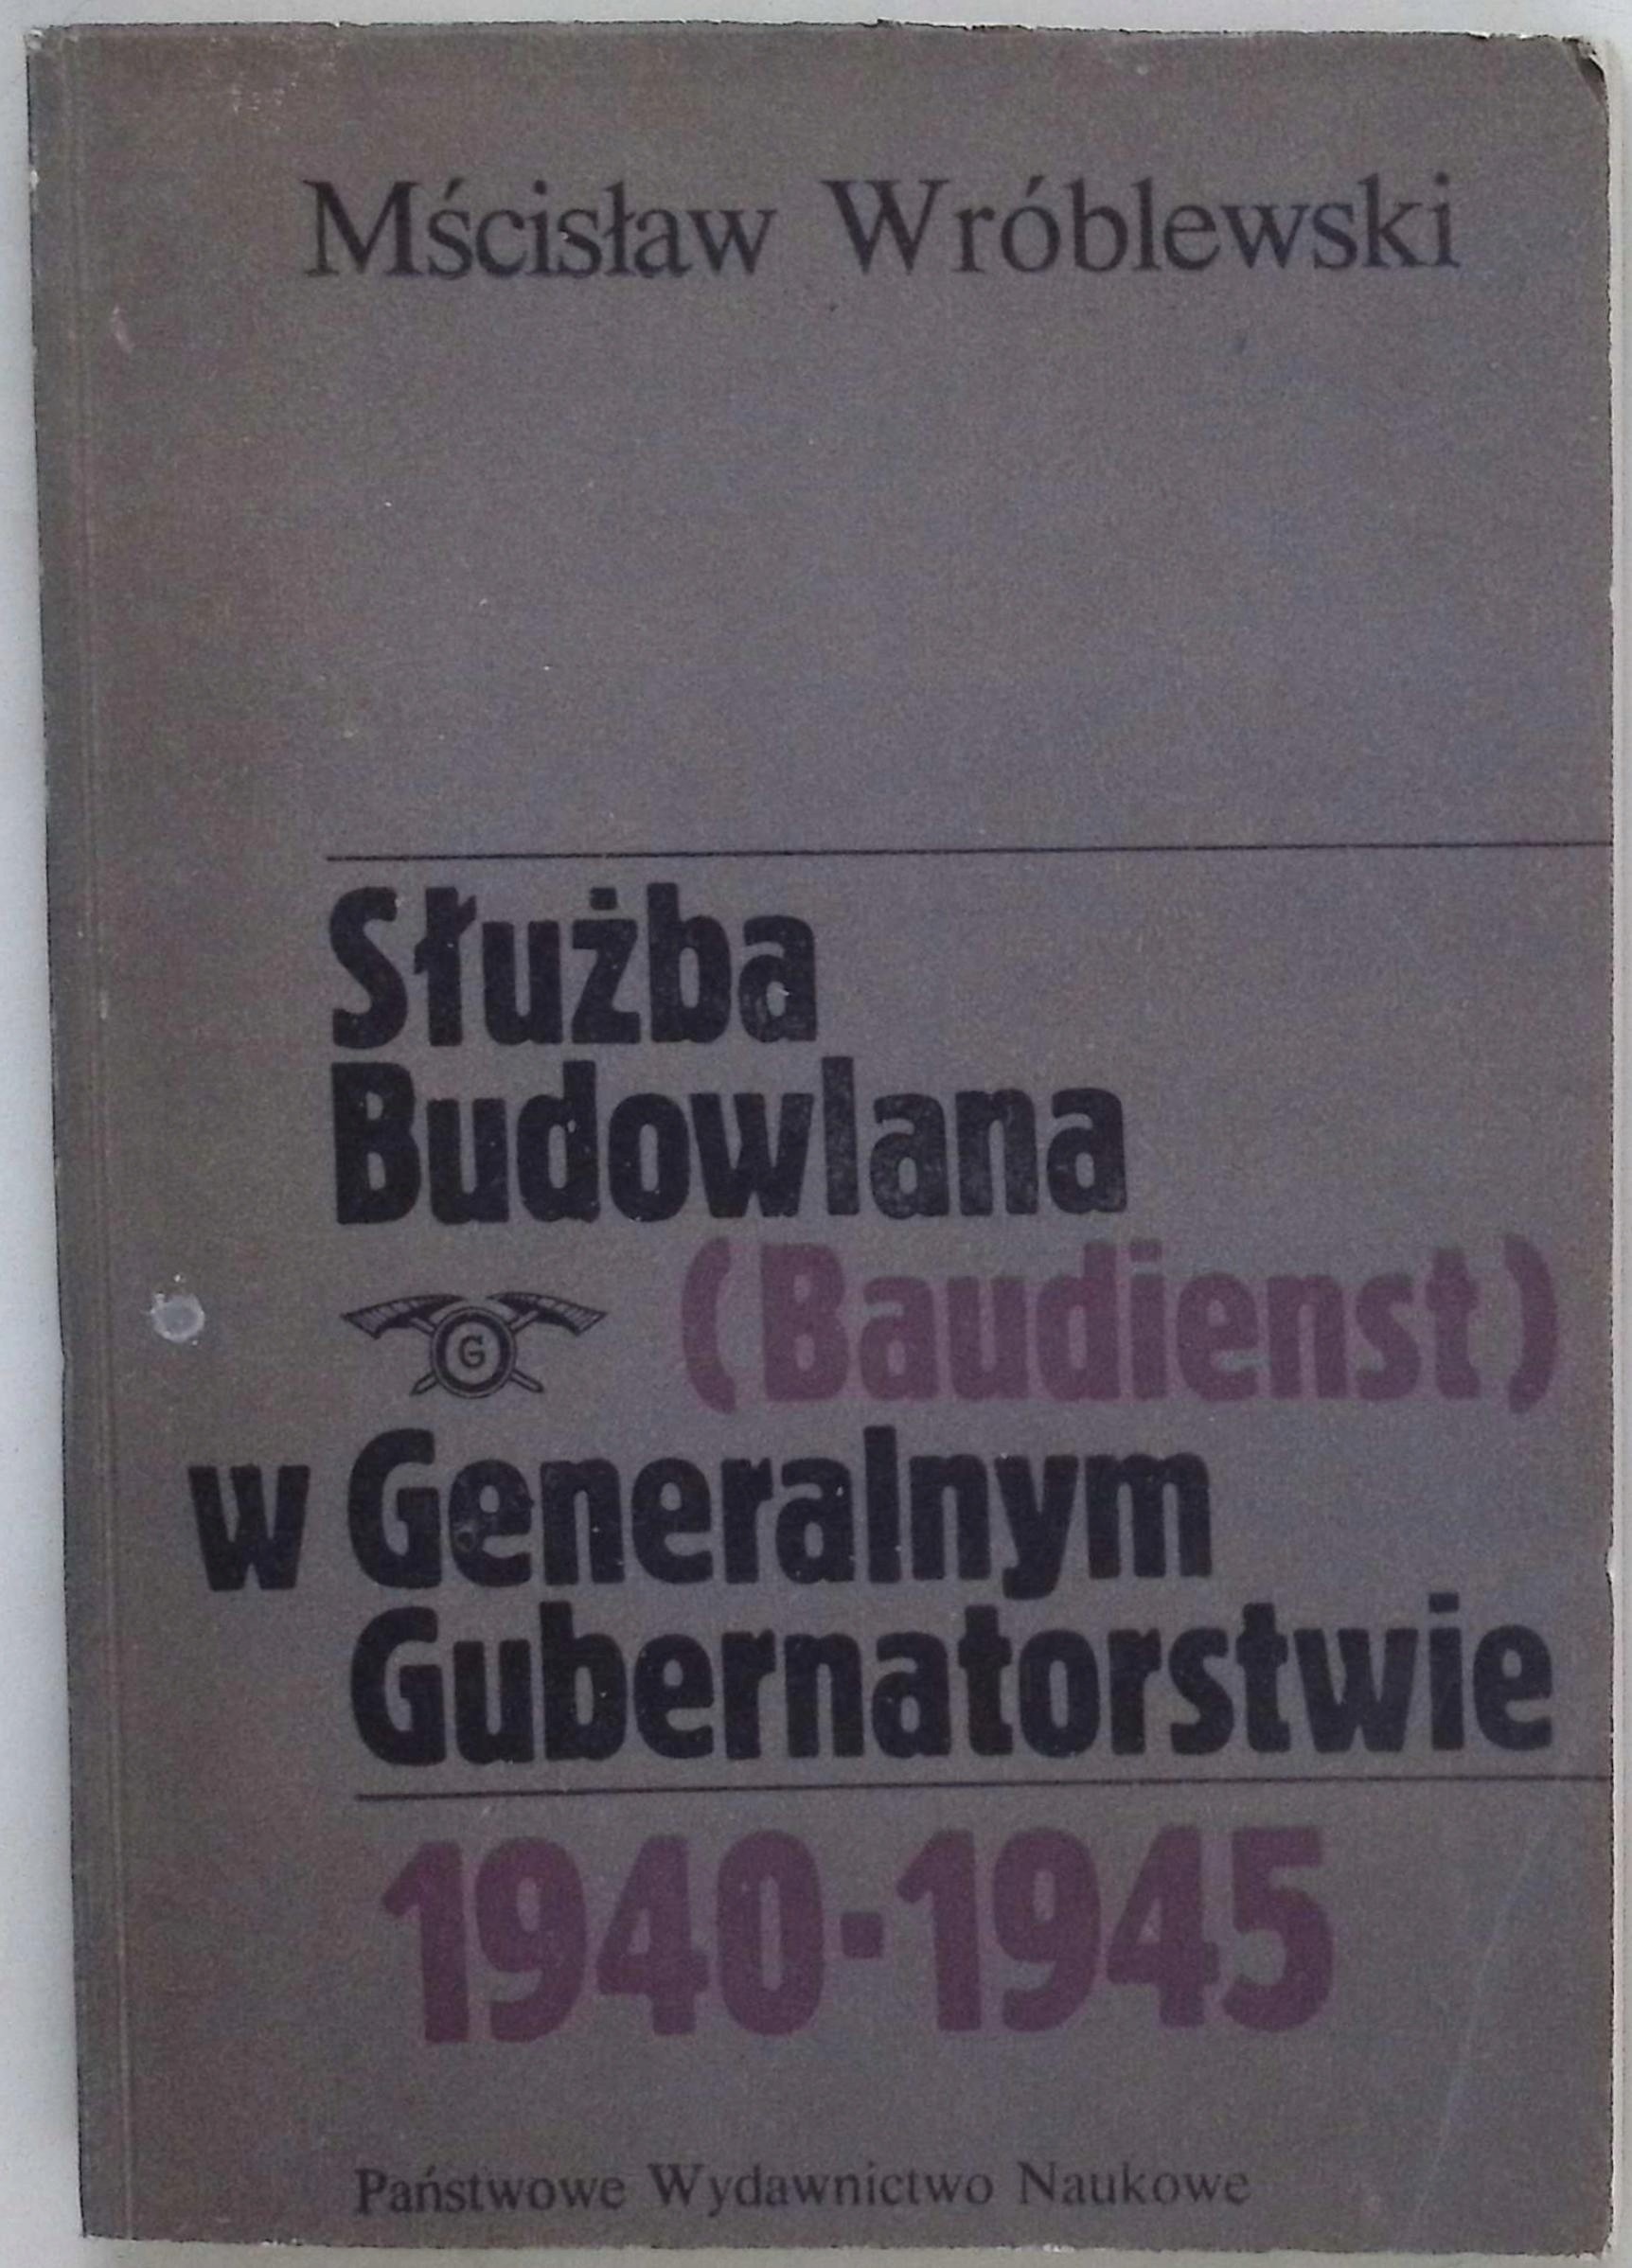 Mścisław Wróblewski
Służba
Budowlana
G
(Baudienst)
w Generalnym
Gubernatorstwie
1940-1945
Państwowe Wydawnictwo Naukowe